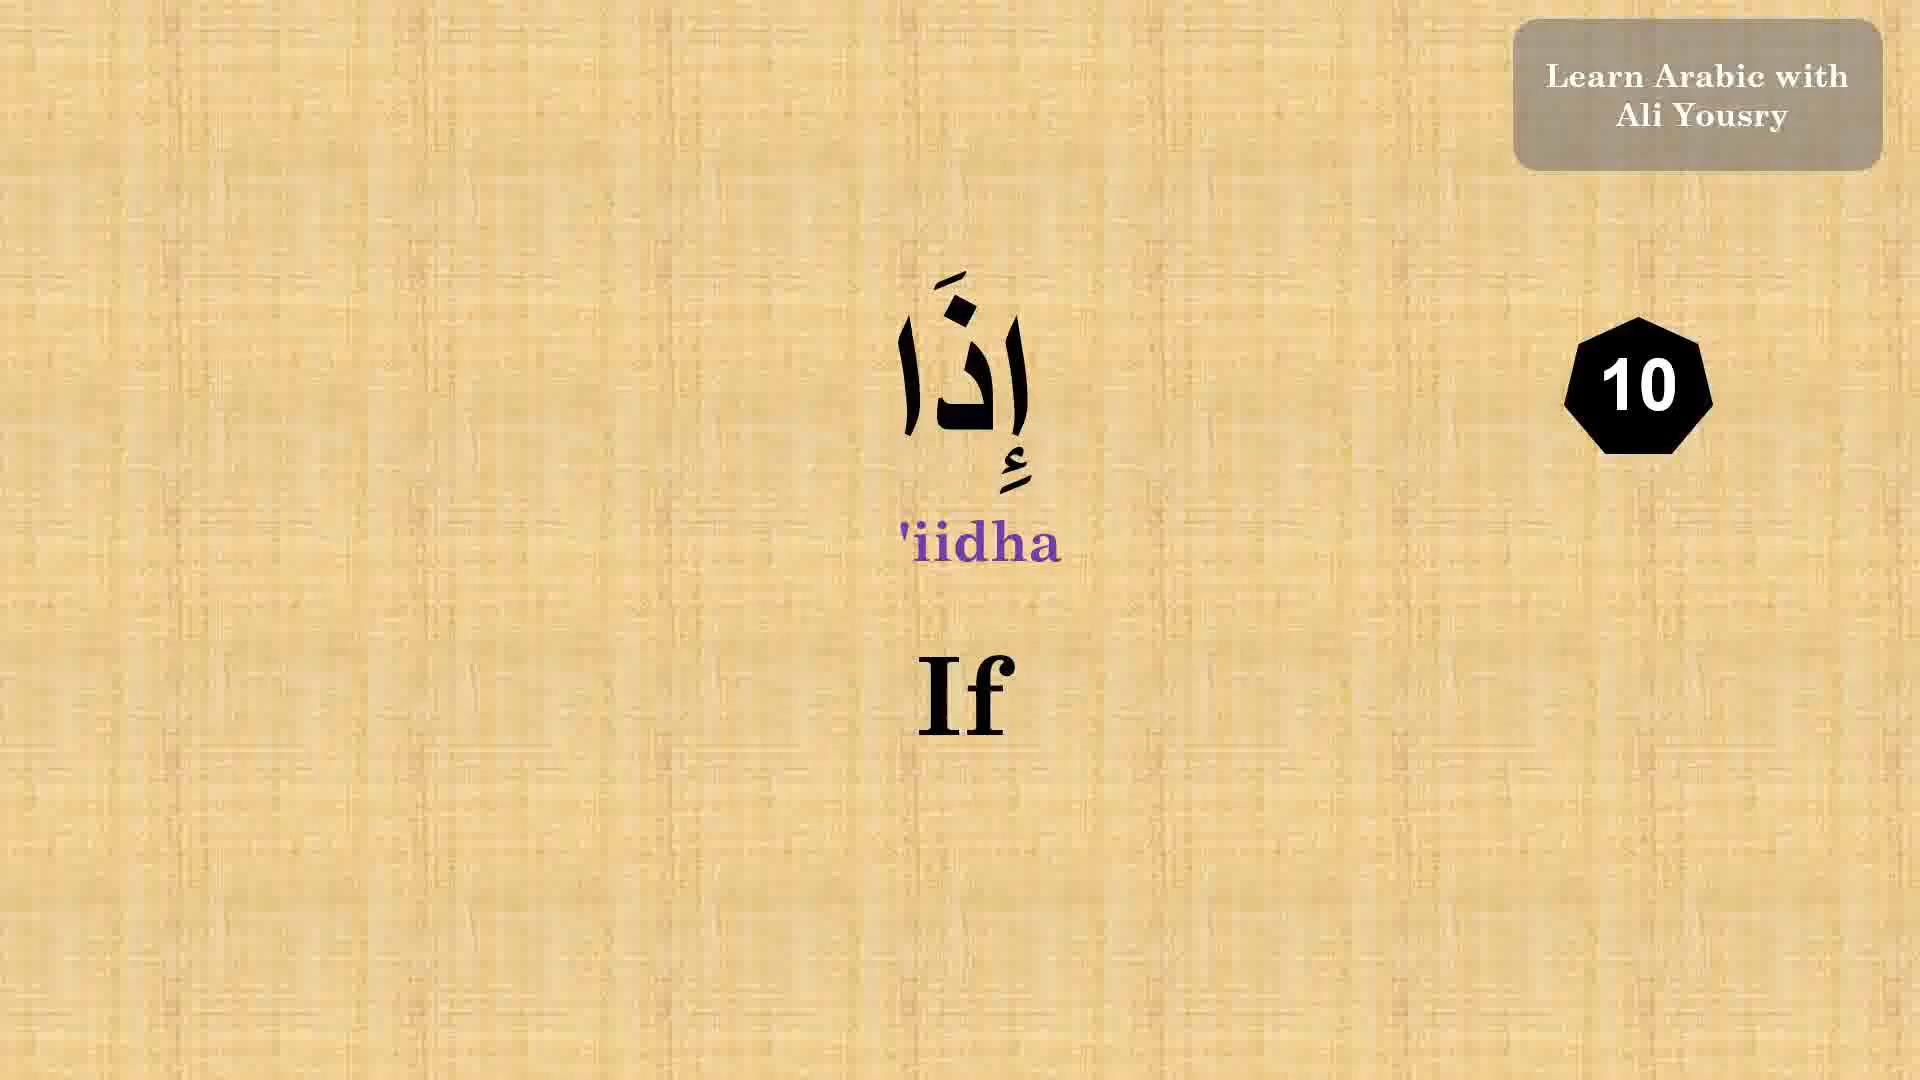 Learn Arabic with
Ali Yousry
إِذَا
10
'iidha
If